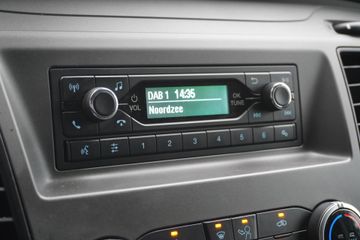 DAB 1 14:35
Noordzee
VOL
OK
TUNE
1 2 3 4 5 6